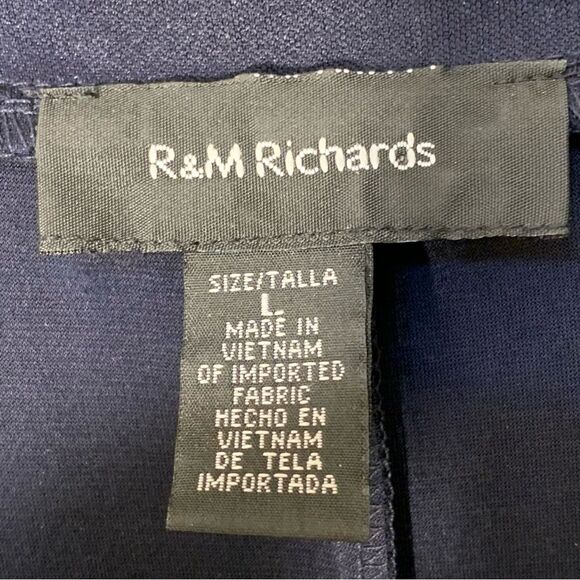 R&M Richards
SIZE/TALLA
L
MADE IN
VIETNAM
OF IMPORTED
FABRIC
HECHO EN
VIETNAM
DE TELA
IMPORTADA